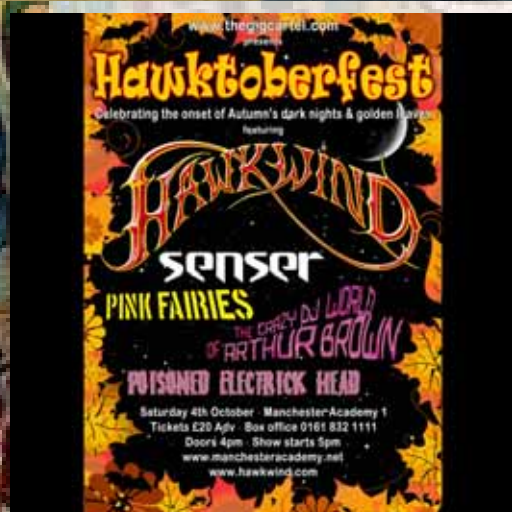 www.thegigcartel.com
presents
Hawktoberfest
Celebrating the onset of Autumn's dark nights & golden leaves
featuring
HAWKWIND
senser
PINK FAIRIES
THE CRAZY DJ WORLD
OF ARTHUR BROWN
POISONED ELECTRICK HEAD
Saturday 4th October · Manchester Academy 1
Tickets £20 Adv · Box office 0161 832 1111
Doors 4pm · Show starts 5pm
www.manchesteracademy.net
www.hawkwind.com